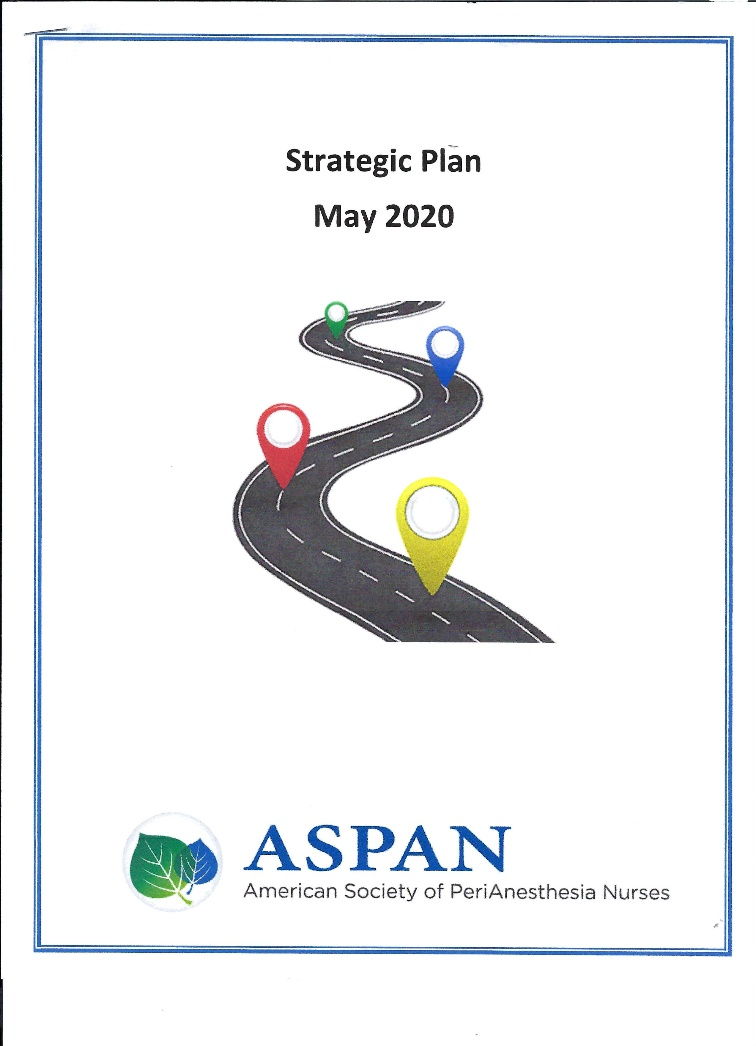 Strategic Plan
May 2020
ASPAN
American Society of PeriAnesthesia Nurses